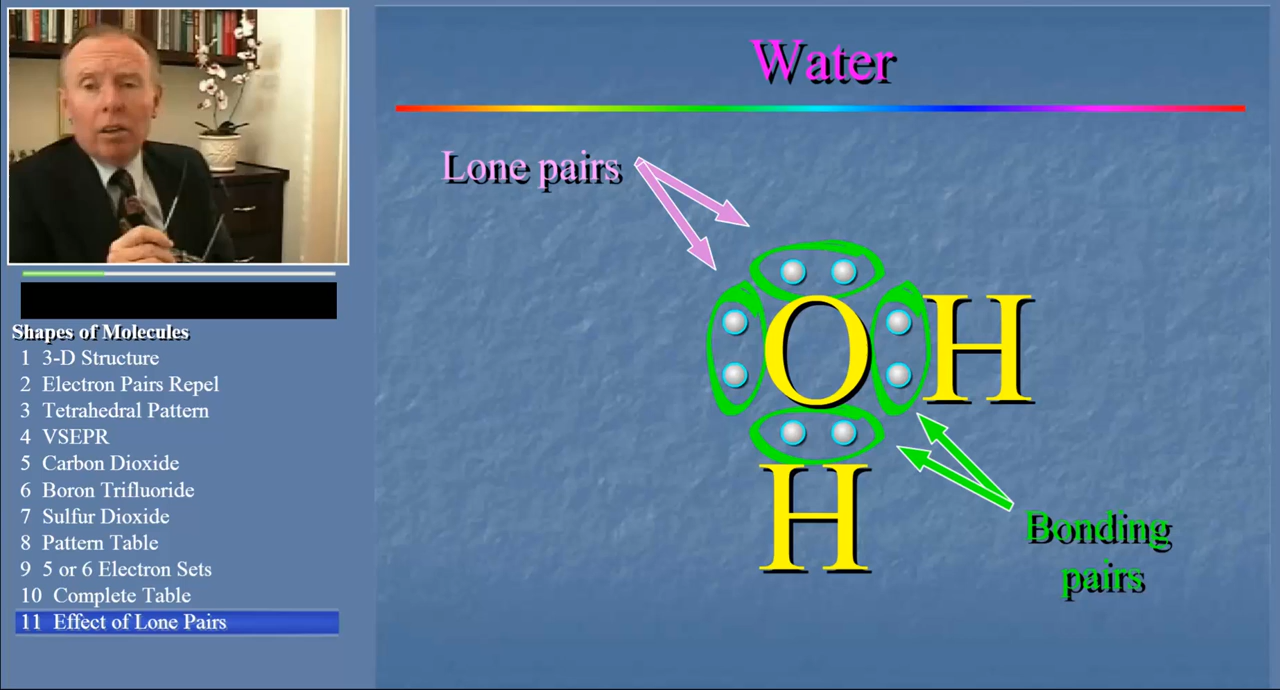 Water
Lone pairs
O H
H
Bonding
pairs
Shapes of Molecules
1 3-D Structure
2 Electron Pairs Repel
3 Tetrahedral Pattern
4 VSEPR
5 Carbon Dioxide
6 Boron Trifluoride
7 Sulfur Dioxide
8 Pattern Table
9 5 or 6 Electron Sets
10 Complete Table
11 Effect of Lone Pairs